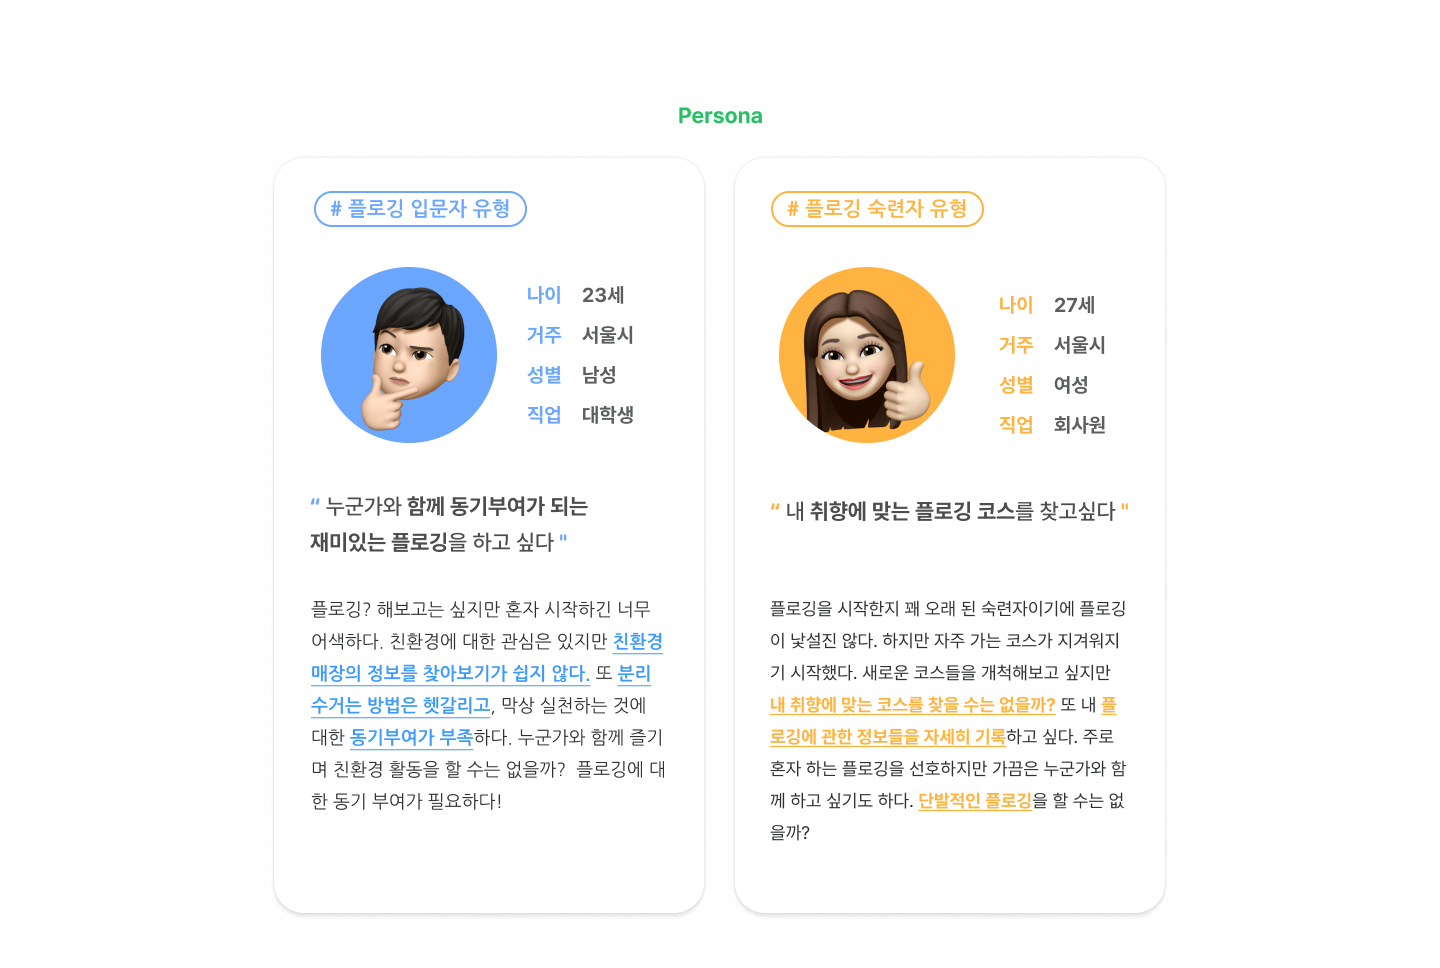 Persona
# 플로깅 입문자 유형
나이 23세
거주 서울시
성별 남성
직업 대학생
“ 누군가와 함께 동기부여가 되는
재미있는 플로깅을 하고 싶다 "
플로깅? 해보고는 싶지만 혼자 시작하긴 너무
어색하다. 친환경에 대한 관심은 있지만 친환경
매장의 정보를 찾아보기가 쉽지 않다. 또 분리
수거는 방법은 헷갈리고, 막상 실천하는 것에
대한 동기부여가 부족하다. 누군가와 함께 즐기
며 친환경 활동을 할 수는 없을까? 플로깅에 대
한 동기 부여가 필요하다!
# 플로깅 숙련자 유형
나이 27세
거주 서울시
성별 여성
직업 회사원
“ 내 취향에 맞는 플로깅 코스를 찾고싶다 "
플로깅을 시작한지 꽤 오래 된 숙련자이기에 플로깅
이 낯설진 않다. 하지만 자주 가는 코스가 지겨워지
기 시작했다. 새로운 코스들을 개척해보고 싶지만
내 취향에 맞는 코스를 찾을 수는 없을까? 또 내 플
로깅에 관한 정보들을 자세히 기록하고 싶다. 주로
혼자 하는 플로깅을 선호하지만 가끔은 누군가와 함
께 하고 싶기도 하다. 단발적인 플로깅을 할 수는 없
을까?